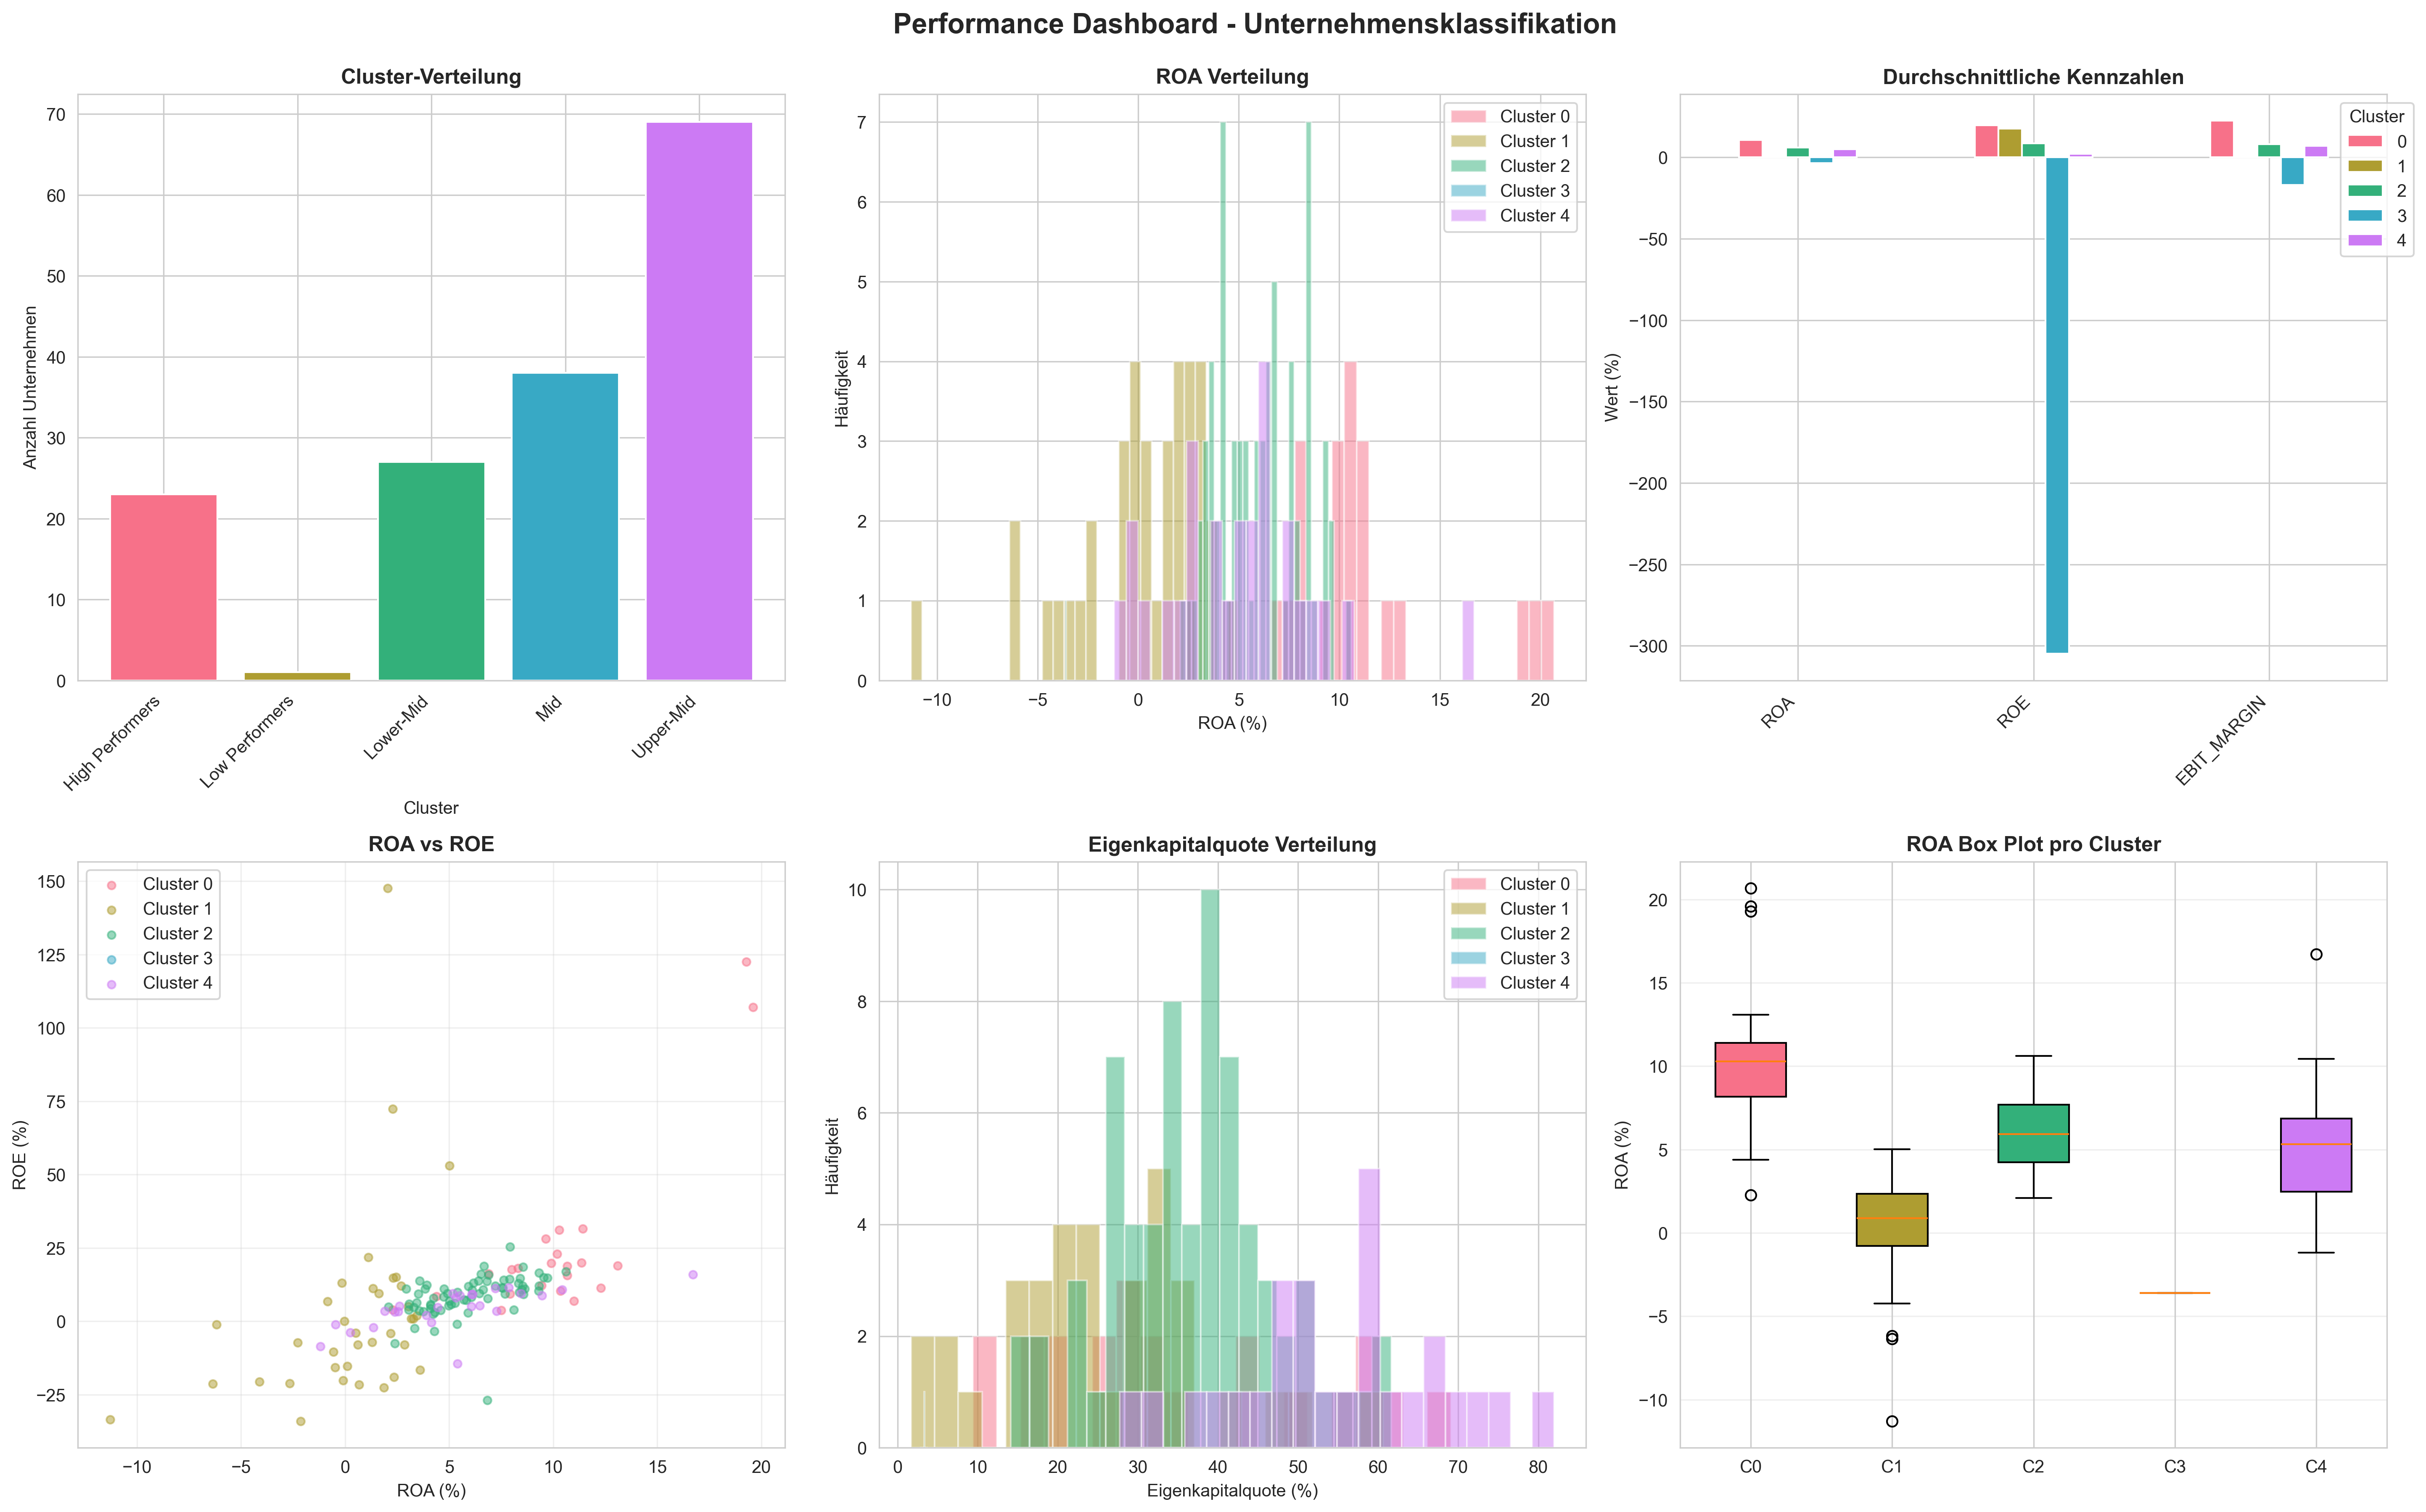 Performance Dashboard - Unternehmensklassifikation
Cluster-Verteilung
Anzahl Unternehmen
70
60
50
40
30
20
10
0
High Performers
Low Performers
Lower-Mid
Mid
Upper-Mid
Cluster
ROA Verteilung
Häufigkeit
7
6
5
4
3
2
1
0
−10
−5
0
5
10
15
20
ROA (%)
Cluster 0
Cluster 1
Cluster 2
Cluster 3
Cluster 4
Durchschnittliche Kennzahlen
Wert (%)
0
−50
−100
−150
−200
−250
−300
ROA
ROE
EBIT_MARGIN
Cluster
0
1
2
3
4
ROA vs ROE
ROE (%)
150
125
100
75
50
25
0
−25
−10
−5
0
5
10
15
20
ROA (%)
Cluster 0
Cluster 1
Cluster 2
Cluster 3
Cluster 4
Eigenkapitalquote Verteilung
Häufigkeit
10
8
6
4
2
0
0
10
20
30
40
50
60
70
80
Eigenkapitalquote (%)
Cluster 0
Cluster 1
Cluster 2
Cluster 3
Cluster 4
ROA Box Plot pro Cluster
ROA (%)
20
15
10
5
0
−5
−10
C0
C1
C2
C3
C4